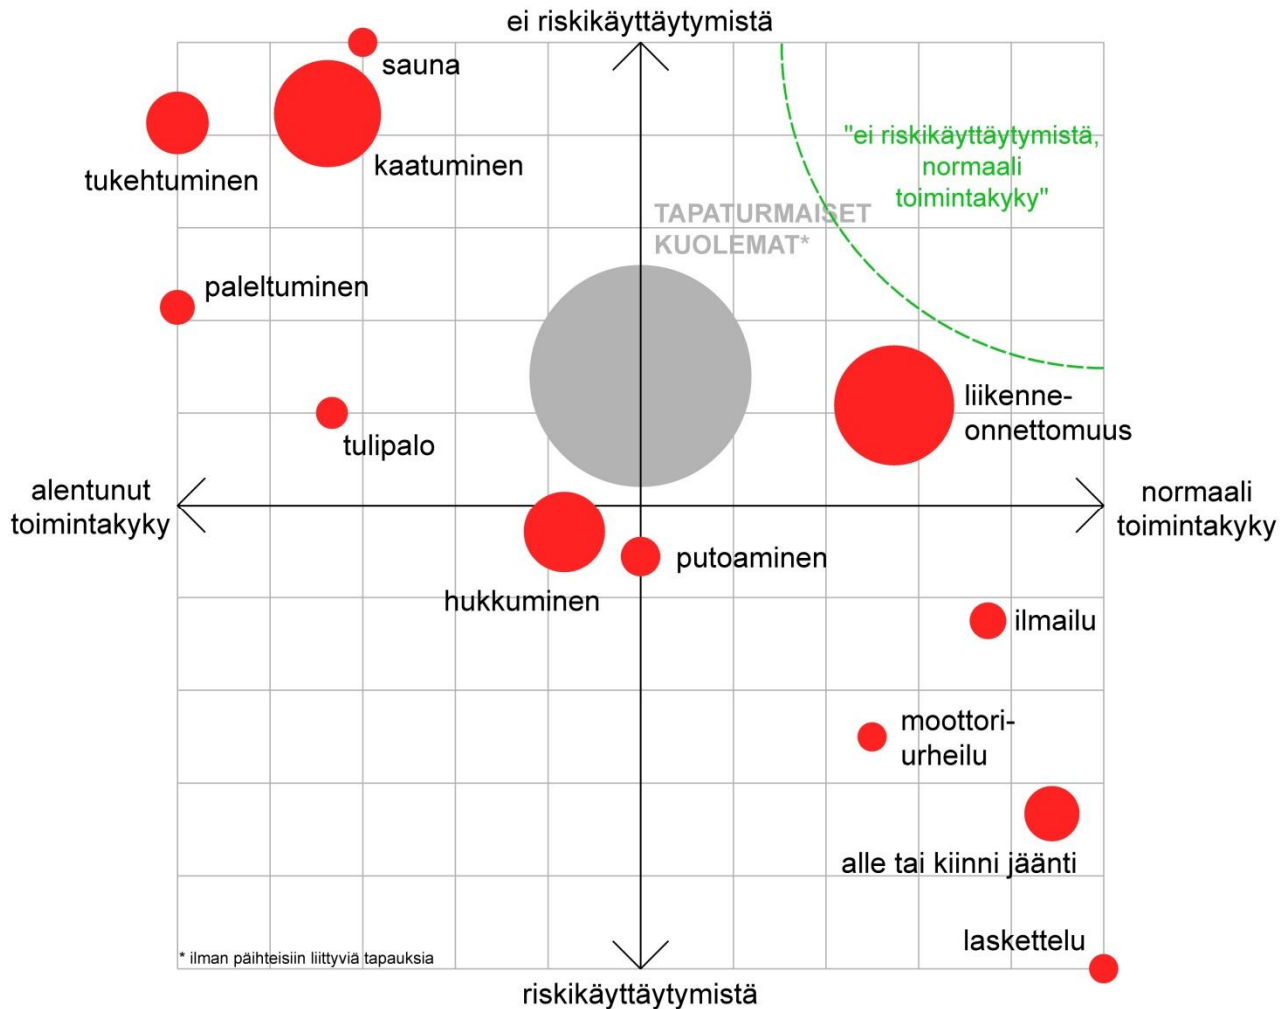 ei riskikäyttäytymistä
sauna
kaatuminen
tukehtuminen
"ei riskikäyttäytymistä,
normaali
toimintakyky"
TAPATURMAISET
KUOLEMAT*
paleltuminen
tulipalo
liikenne-
onnettomuus
alentunut
toimintakyky
normaali
toimintakyky
putoaminen
hukkuminen
ilmailu
moottori-
urheilu
alle tai kiinni jäänti
laskettelu
* ilman päihteisiin liittyviä tapauksia
riskikäyttäytymistä